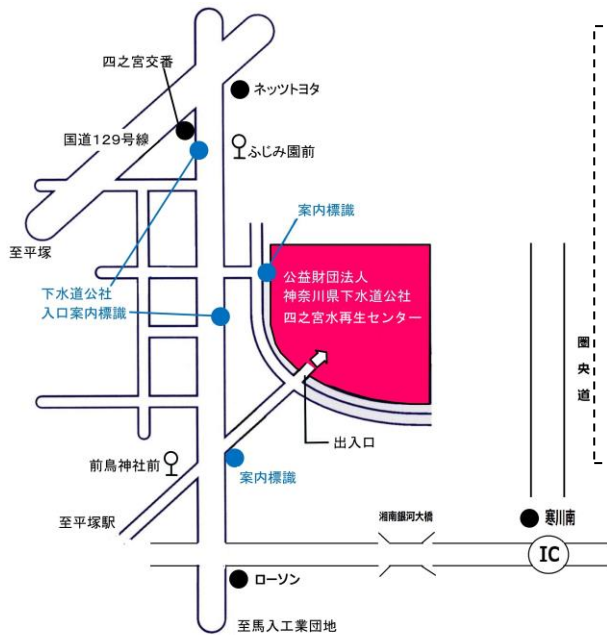 四之宮交番
ネッツトヨタ
国道129号線
ふじみ園前
案内標識
至平塚
公益財団法人
神奈川県下水道公社
四之宮水再生センター
下水道公社
入口案内標識
圏央道
出入口
前鳥神社前
案内標識
至平塚駅
湘南銀河大橋
寒川南
IC
ローソン
至馬入工業団地